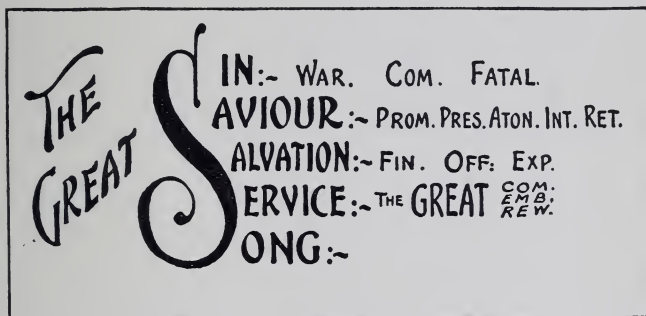 THE GREAT
SIN:~ WAR. COM. FATAL.
SAVIOUR:~ PROM. PRES. ATON. INT. RET.
SALVATION:~ FIN. OFF: EXP.
SERVICE:~ THE GREAT COM. EMB. REW.
SONG:~